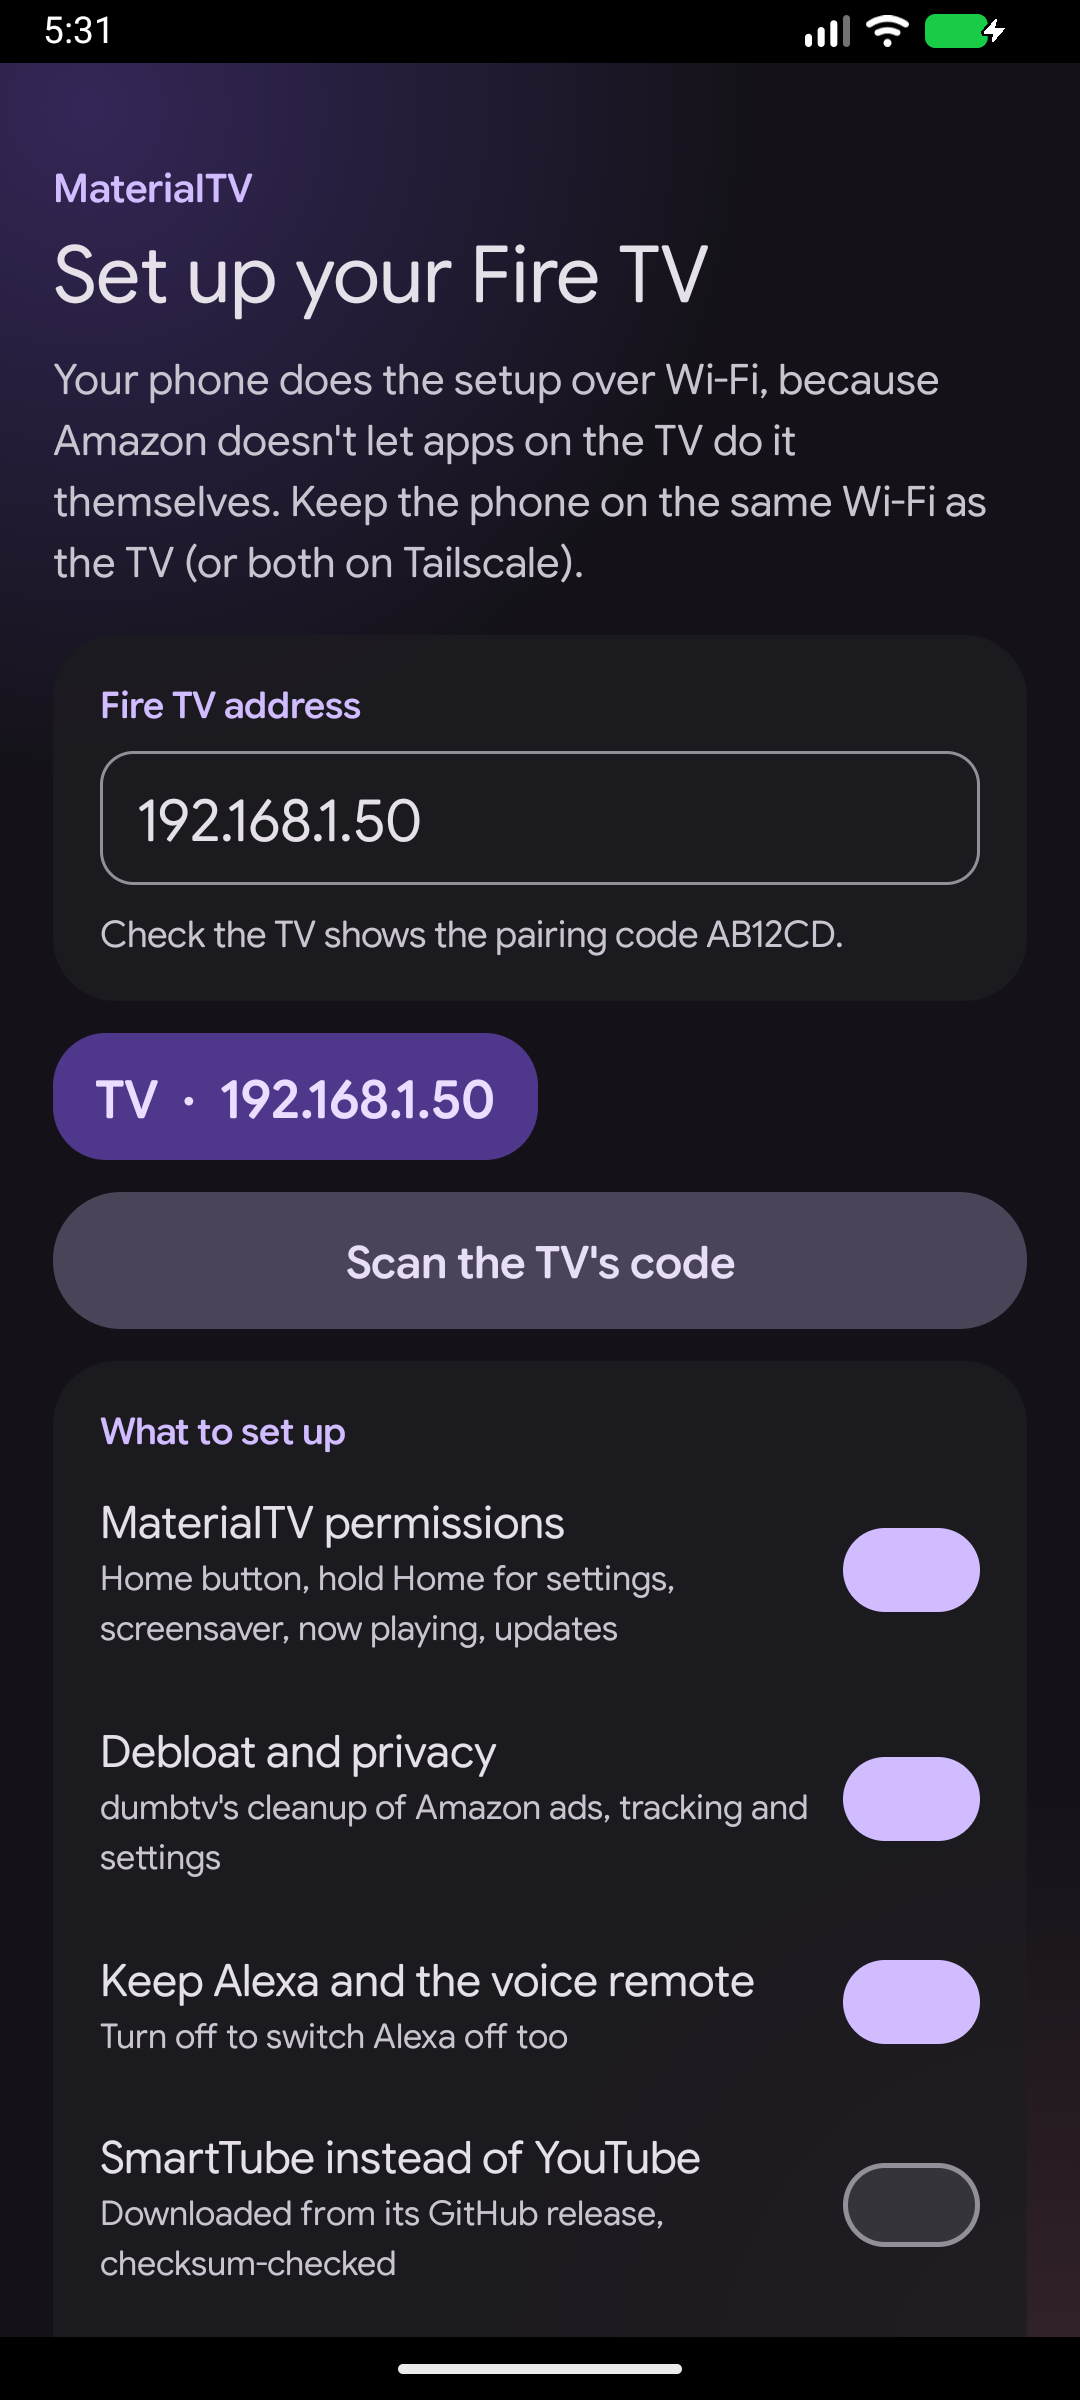 5:31
MaterialTV
Set up your Fire TV
Your phone does the setup over Wi-Fi, because
Amazon doesn't let apps on the TV do it
themselves. Keep the phone on the same Wi-Fi as
the TV (or both on Tailscale).
Fire TV address
192.168.1.50
Check the TV shows the pairing code AB12CD.
TV · 192.168.1.50
Scan the TV's code
What to set up
MaterialTV permissions
Home button, hold Home for settings,
screensaver, now playing, updates
Debloat and privacy
dumbtv's cleanup of Amazon ads, tracking and
settings
Keep Alexa and the voice remote
Turn off to switch Alexa off too
SmartTube instead of YouTube
Downloaded from its GitHub release,
checksum-checked